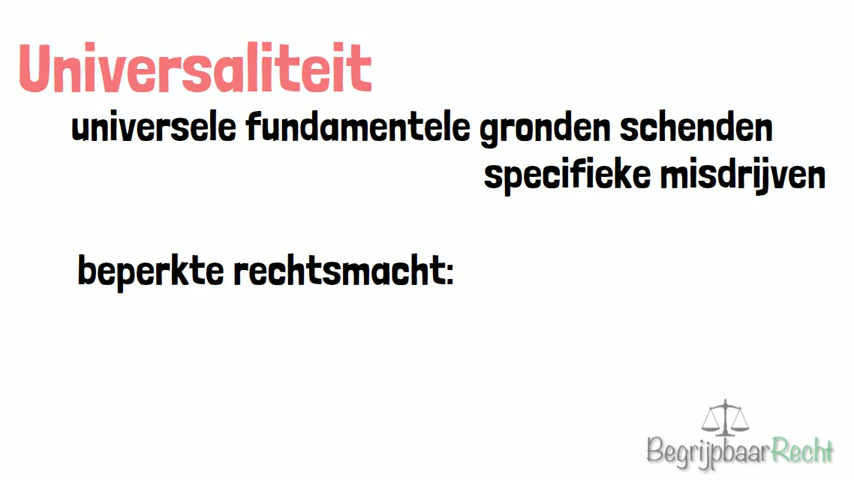 Universaliteit
universele fundamentele gronden schenden
specifieke misdrijven
beperkte rechtsmacht:
BegrijpbaarRecht